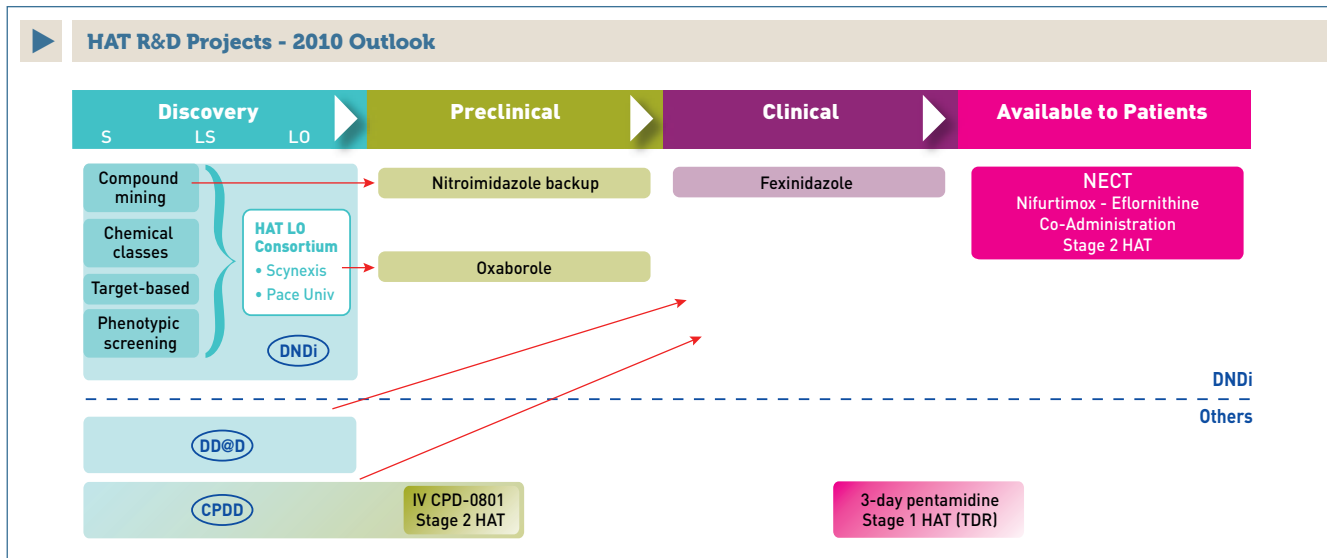 HAT R&D Projects - 2010 Outlook
Discovery
S LS LO
Preclinical
Clinical
Available to Patients
Compound
mining
Chemical
classes
Target-based
Phenotypic
screening
HAT LO
Consortium
• Scynexis
• Pace Univ
DNDi
Nitroimidazole backup
Oxaborole
Fexinidazole
NECT
Nifurtimox - Eflornithine
Co-Administration
Stage 2 HAT
DNDi
Others
DD@D
CPDD
IV CPD-0801
Stage 2 HAT
3-day pentamidine
Stage 1 HAT (TDR)